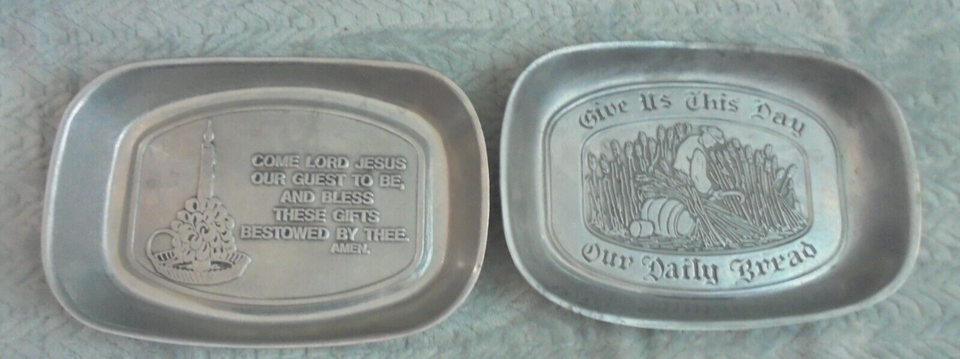 COME LORD JESUS
OUR GUEST TO BE,
AND BLESS
THESE GIFTS
BESTOWED BY THEE.
AMEN.
Give Us This Day
Our Daily Bread